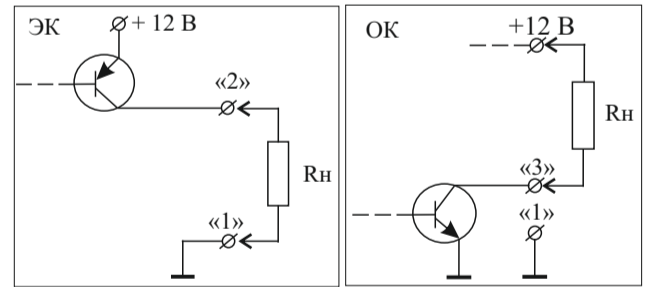 ЭК
+ 12 В
«2»
Rн
«1»
ОК
+12 В
Rн
«3»
«1»